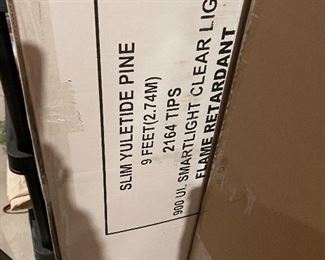 SLIM YULETIDE PINE
9 FEET(2.74M)
2164 TIPS
900 UL SMARTLIGHT CLEAR LIG
FLAME RETARDANT